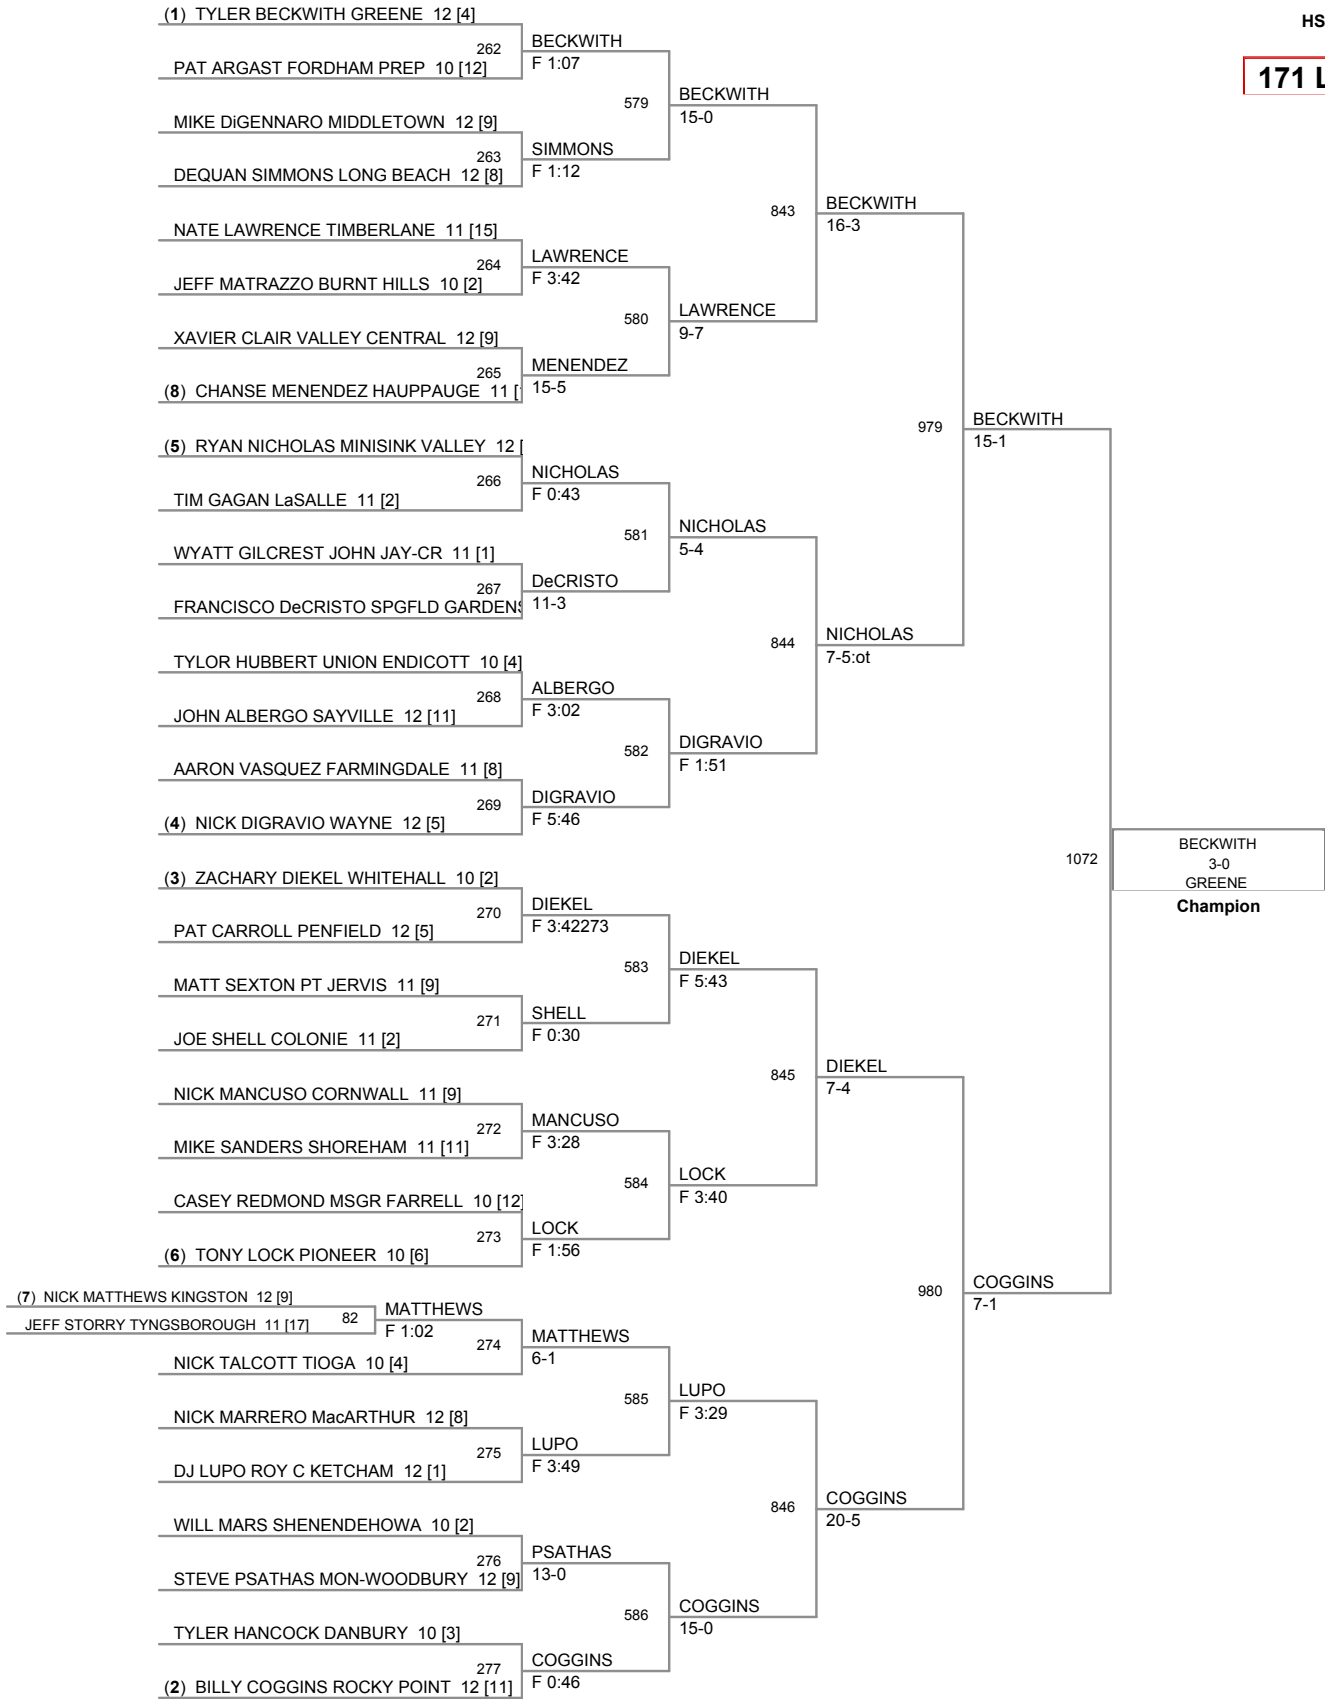 HS
171 L
(1) TYLER BECKWITH GREENE 12 [4]
262
PAT ARGAST FORDHAM PREP 10 [12]
BECKWITH
F 1:07
MIKE DiGENNARO MIDDLETOWN 12 [9]
263
DEQUAN SIMMONS LONG BEACH 12 [8]
SIMMONS
F 1:12
579
BECKWITH
15-0
NATE LAWRENCE TIMBERLANE 11 [15]
264
JEFF MATRAZZO BURNT HILLS 10 [2]
LAWRENCE
F 3:42
XAVIER CLAIR VALLEY CENTRAL 12 [9]
265
(8) CHANSE MENENDEZ HAUPPAUGE 11 [
MENENDEZ
15-5
580
LAWRENCE
9-7
843
BECKWITH
16-3
(5) RYAN NICHOLAS MINISINK VALLEY 12 [
266
TIM GAGAN LaSALLE 11 [2]
NICHOLAS
F 0:43
WYATT GILCREST JOHN JAY-CR 11 [1]
267
FRANCISCO DeCRISTO SPGFLD GARDENS
DeCRISTO
11-3
581
NICHOLAS
5-4
TYLOR HUBBERT UNION ENDICOTT 10 [4]
268
JOHN ALBERGO SAYVILLE 12 [11]
ALBERGO
F 3:02
AARON VASQUEZ FARMINGDALE 11 [8]
269
(4) NICK DIGRAVIO WAYNE 12 [5]
DIGRAVIO
F 5:46
582
DIGRAVIO
F 1:51
844
NICHOLAS
7-5:ot
979
BECKWITH
15-1
(3) ZACHARY DIEKEL WHITEHALL 10 [2]
270
PAT CARROLL PENFIELD 12 [5]
DIEKEL
F 3:42273
MATT SEXTON PT JERVIS 11 [9]
271
JOE SHELL COLONIE 11 [2]
SHELL
F 0:30
583
DIEKEL
F 5:43
NICK MANCUSO CORNWALL 11 [9]
272
MIKE SANDERS SHOREHAM 11 [11]
MANCUSO
F 3:28
CASEY REDMOND MSGR FARRELL 10 [12]
273
(6) TONY LOCK PIONEER 10 [6]
LOCK
F 1:56
584
LOCK
F 3:40
845
DIEKEL
7-4
(7) NICK MATTHEWS KINGSTON 12 [9]
82
JEFF STORRY TYNGSBOROUGH 11 [17]
MATTHEWS
F 1:02
274
NICK TALCOTT TIOGA 10 [4]
MATTHEWS
6-1
NICK MARRERO MacARTHUR 12 [8]
275
DJ LUPO ROY C KETCHAM 12 [1]
LUPO
F 3:49
585
LUPO
F 3:29
WILL MARS SHENENDEHOWA 10 [2]
276
STEVE PSATHAS MON-WOODBURY 12 [9]
PSATHAS
13-0
TYLER HANCOCK DANBURY 10 [3]
277
(2) BILLY COGGINS ROCKY POINT 12 [11]
COGGINS
F 0:46
586
COGGINS
15-0
846
COGGINS
20-5
980
COGGINS
7-1
1072
BECKWITH
3-0
GREENE
Champion